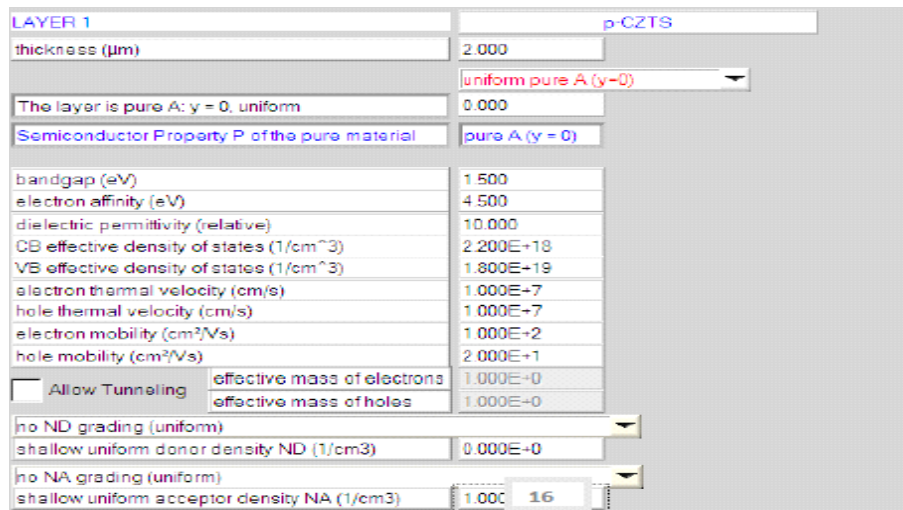 LAYER 1 p-CZTS
thickness (µm) 2.000
uniform pure A (y=0)
The layer is pure A: y = 0, uniform 0.000
Semiconductor Property P of the pure material pure A (y = 0)
bandgap (eV) 1.500
electron affinity (eV) 4.500
dielectric permittivity (relative) 10.000
CB effective density of states (1/cm^3) 2.200E+18
VB effective density of states (1/cm^3) 1.800E+19
electron thermal velocity (cm/s) 1.000E+7
hole thermal velocity (cm/s) 1.000E+7
electron mobility (cm²/Vs) 1.000E+2
hole mobility (cm²/Vs) 2.000E+1
Allow Tunneling
effective mass of electrons 1.000E+0
effective mass of holes 1.000E+0
no ND grading (uniform)
shallow uniform donor density ND (1/cm3) 0.000E+0
no NA grading (uniform)
shallow uniform acceptor density NA (1/cm3) 1.000 16